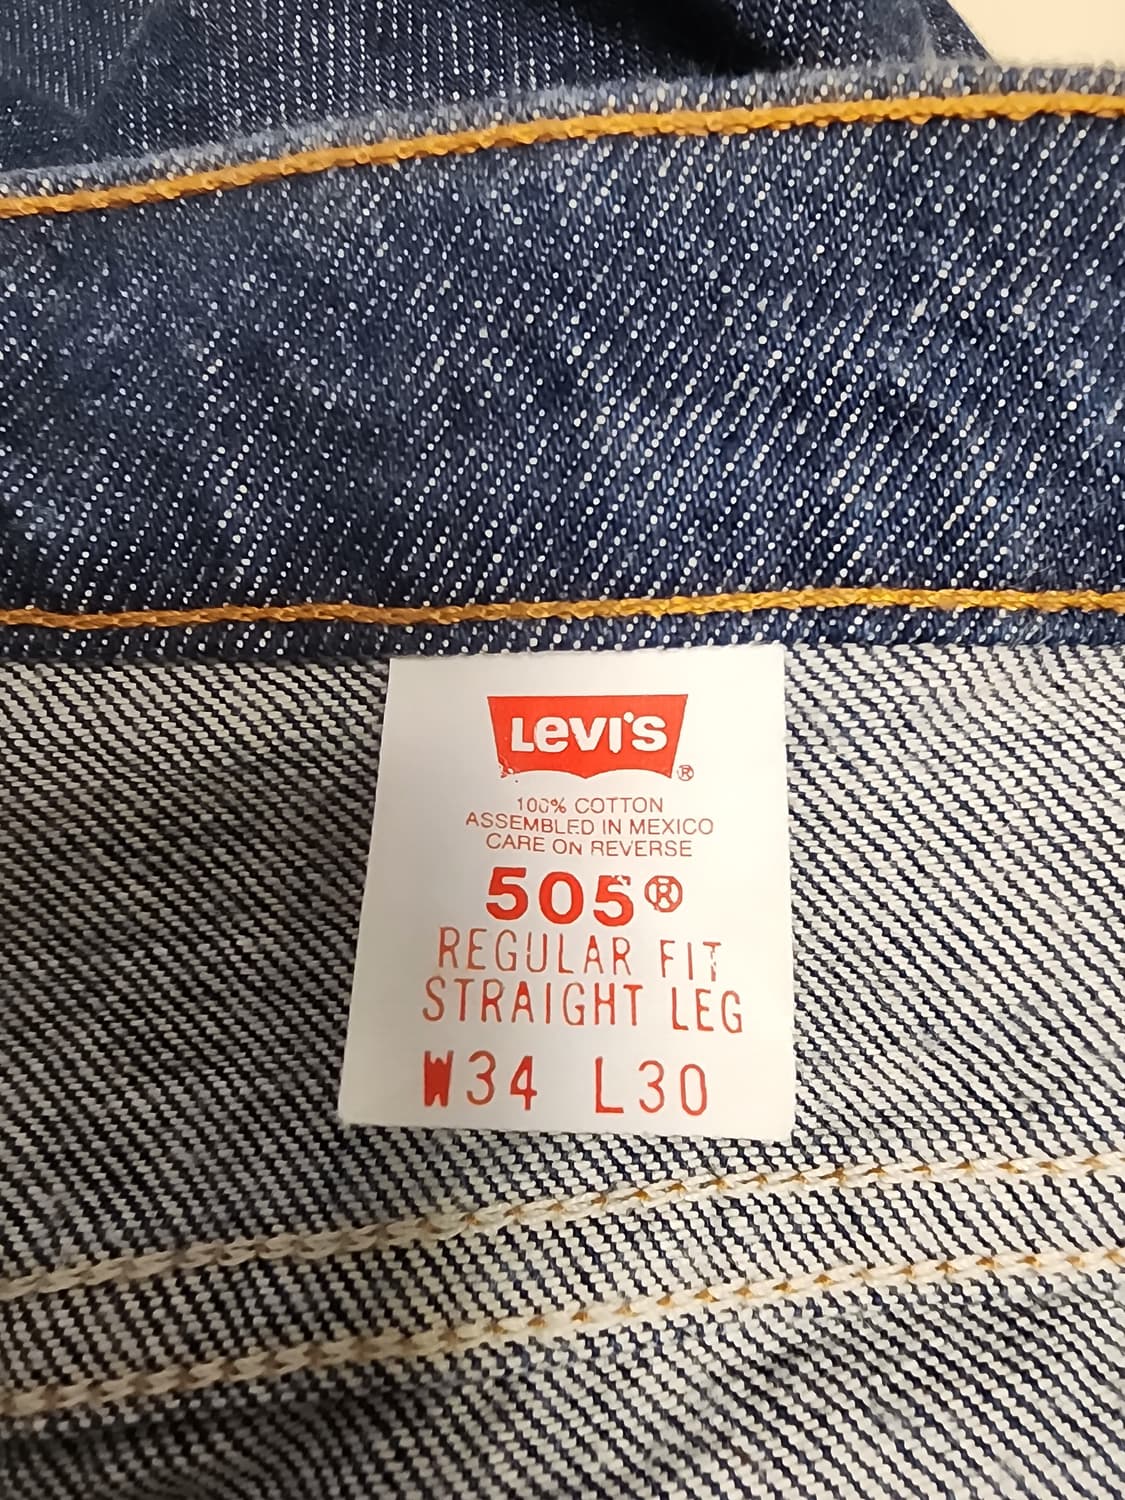 LEVI'S ®
100% COTTON
ASSEMBLED IN MEXICO
CARE ON REVERSE
505®
REGULAR FIT
STRAIGHT LEG
W34 L30